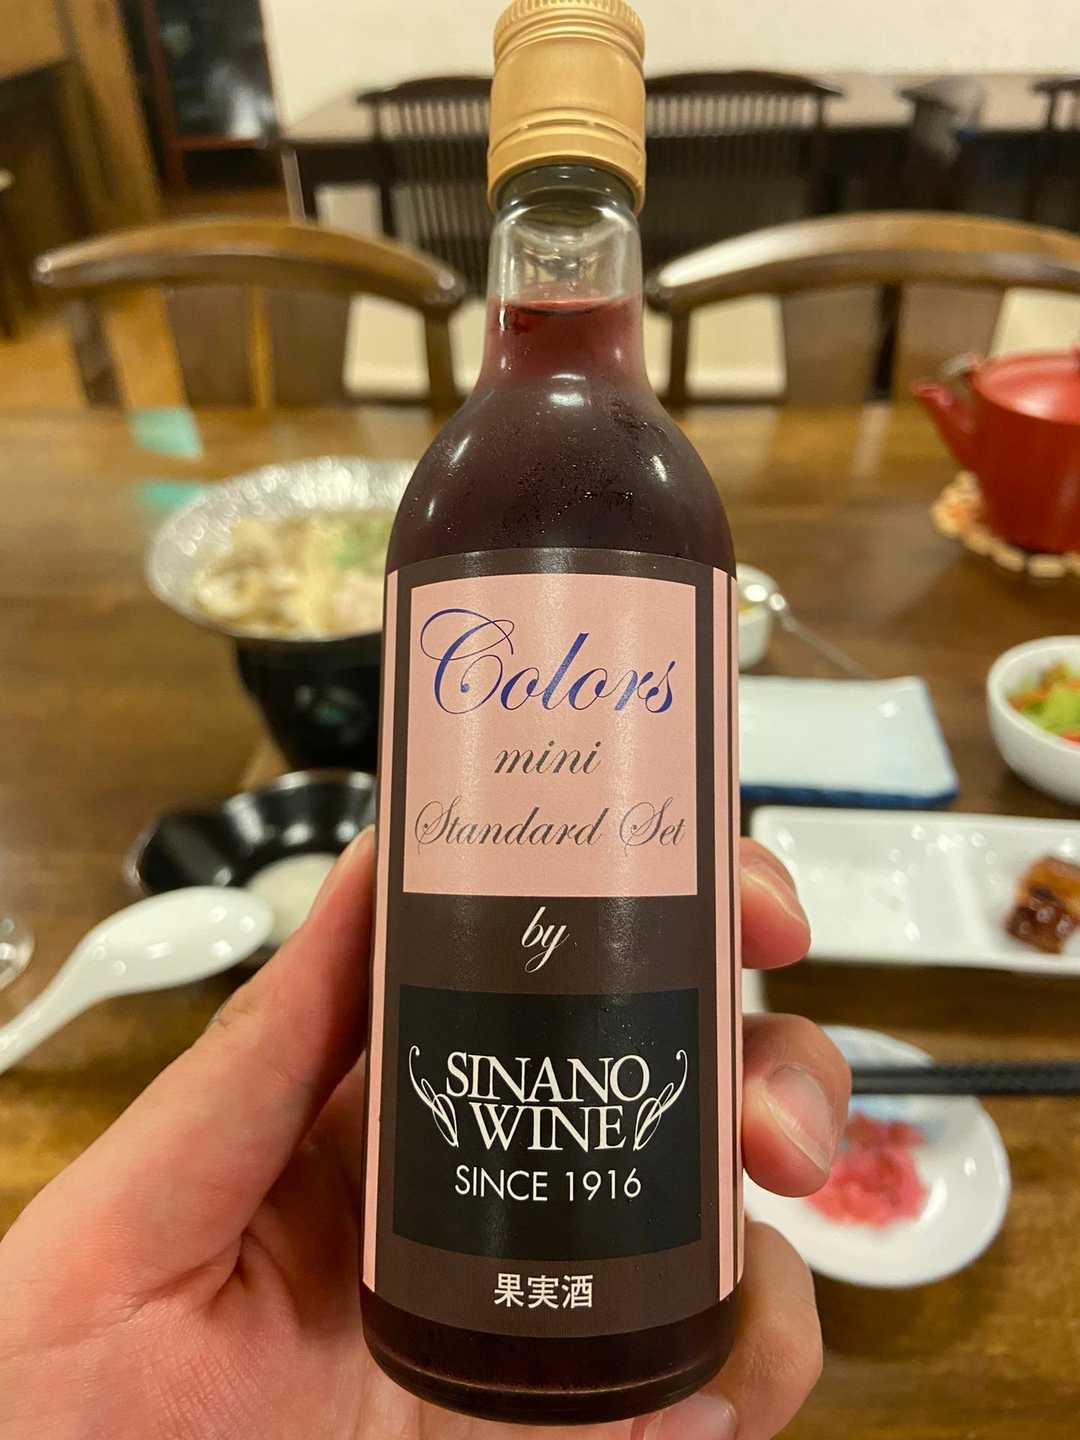 Colors
mini
Standard Set
by
SINANO
WINE
SINCE 1916
果実酒